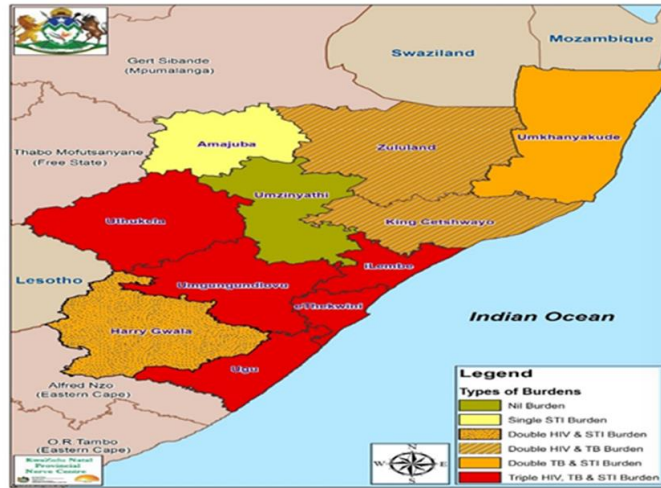 Mozambique
Swaziland
Gert Sibande
(Mpumalanga)
Thabo Mofutsanyane
(Free State)
Amajuba
Zululand
Umkhanyakude
Umzinyathi
Uthukela
King Cetshwayo
Lesotho
iLembe
Umgungundlovu
eThekwini
Harry Gwala
Indian Ocean
Ugu
Alfred Nzo
(Eastern Cape)
O.R.Tambo
(Eastern Cape)
Legend
Types of Burdens
Nil Burden
Single STI Burden
Double HIV & STI Burden
Double HIV & TB Burden
Double TB & STI Burden
Triple HIV, TB & STI Burden
W E
S
KwaZulu Natal
Provincial
Nerve Centre